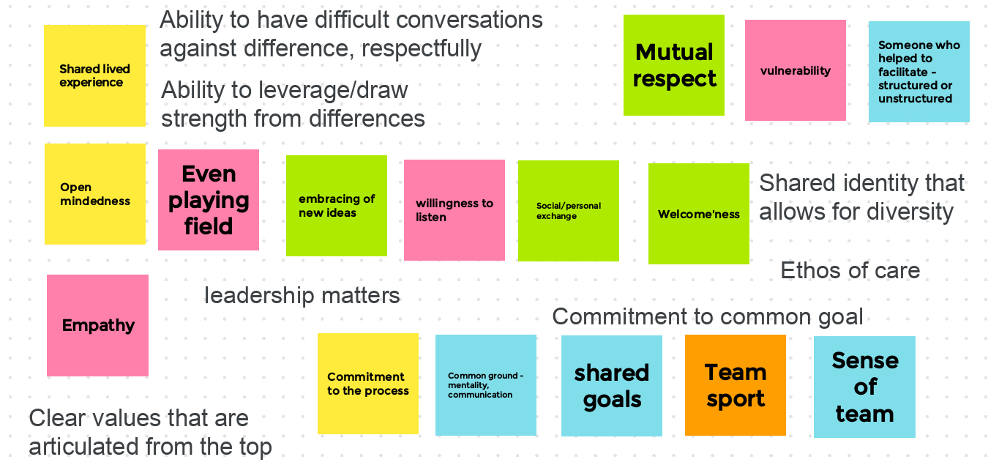 Ability to have difficult conversations
against difference, respectfully
Shared lived
experience
Ability to leverage/draw
strength from differences
Mutual
respect
vulnerability
Someone who
helped to
facilitate -
structured or
unstructured
Open
mindedness
Even
playing
field
embracing of
new ideas
willingness to
listen
Social/personal
exchange
Welcome'ness
Shared identity that
allows for diversity
Ethos of care
Empathy
leadership matters
Commitment to common goal
Commitment
to the process
Common ground -
mentality,
communication
shared
goals
Team
sport
Sense
of
team
Clear values that are
articulated from the top